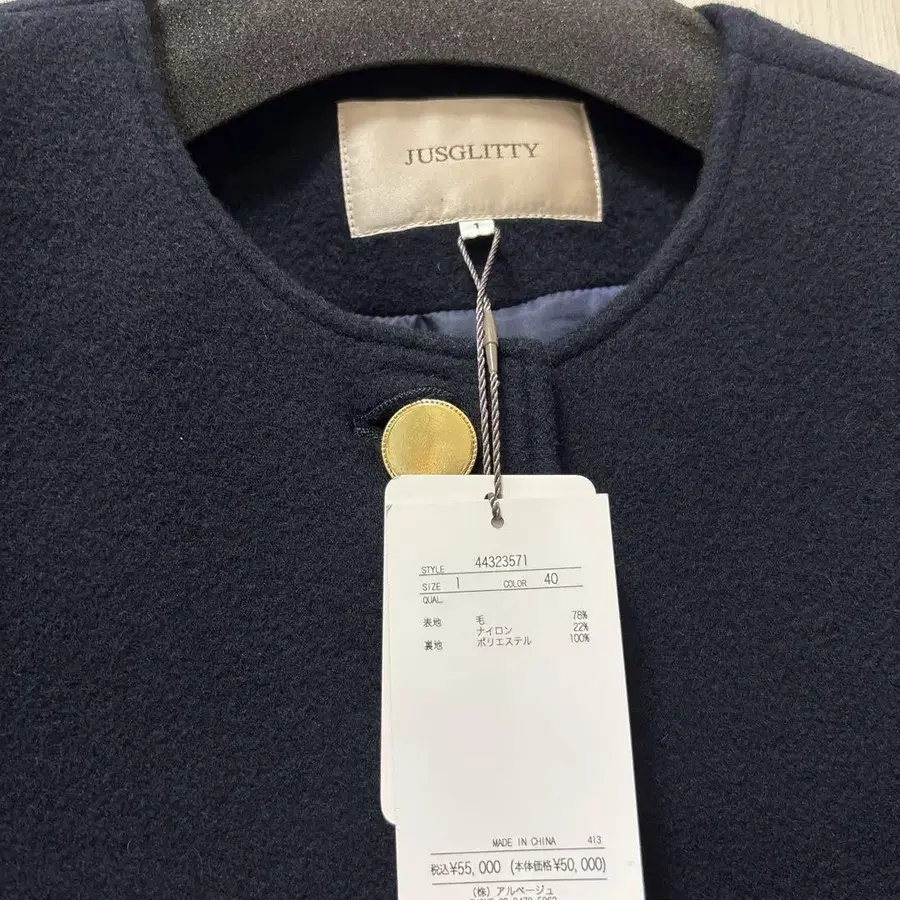 JUSGLITTY
1
STYLE 44323571
SIZE 1 COLOR 40
QUAL.
表地 毛 78%
ナイロン 22%
裏地 ポリエステル 100%
MADE IN CHINA 413
税込¥55,000 (本体価格¥50,000)
(株) アルページュ